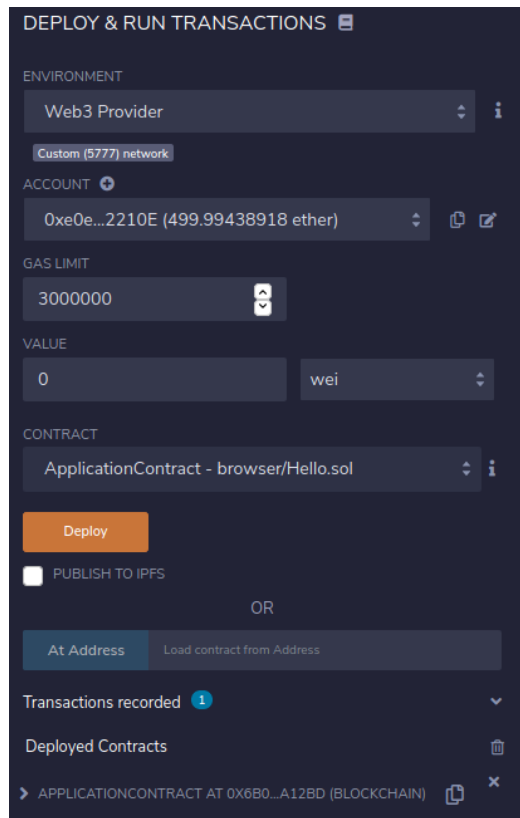 DEPLOY & RUN TRANSACTIONS
ENVIRONMENT
Web3 Provider
Custom (5777) network
ACCOUNT
0xe0e...2210E (499.99438918 ether)
GAS LIMIT
3000000
VALUE
0 wei
CONTRACT
ApplicationContract - browser/Hello.sol
Deploy
PUBLISH TO IPFS
OR
At Address Load contract from Address
Transactions recorded 1
Deployed Contracts
APPLICATIONCONTRACT AT 0X6B0...A12BD (BLOCKCHAIN)